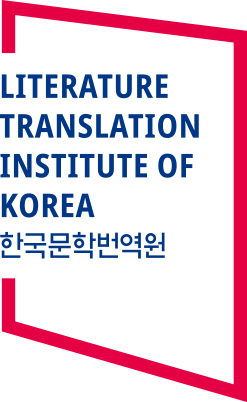 LITERATURE
TRANSLATION
INSTITUTE OF
KOREA
한국문학번역원